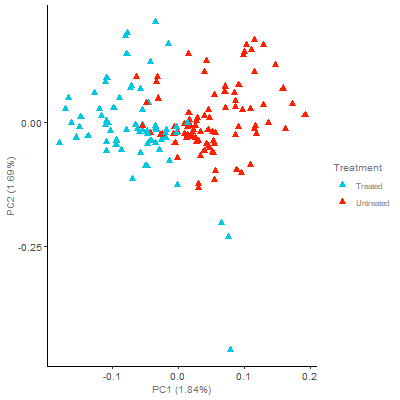 0.00
-0.25
PC2 (1.69%)
-0.1
0.0
0.1
0.2
PC1 (1.84%)
Treatment
Treated
Untreated